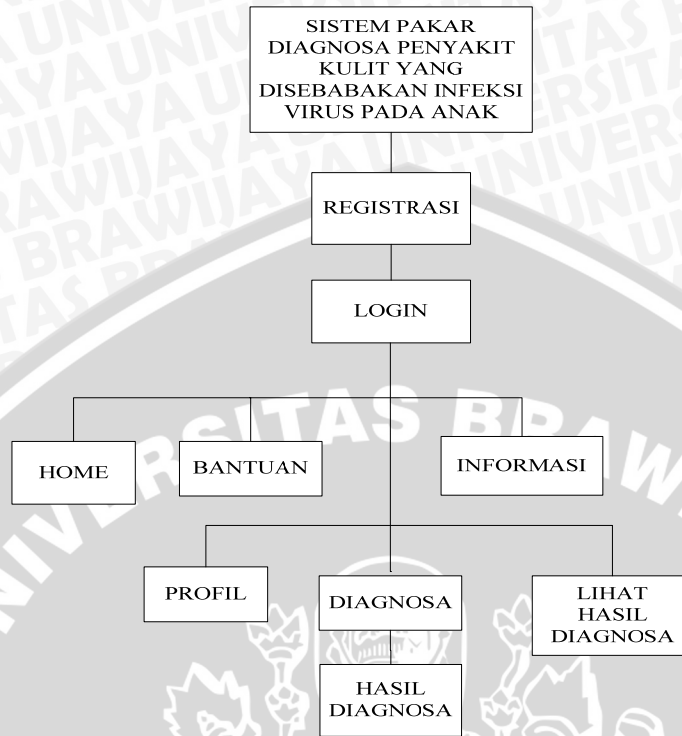 SISTEM PAKAR
DIAGNOSA PENYAKIT
KULIT YANG
DISEBABAKAN INFEKSI
VIRUS PADA ANAK
REGISTRASI
LOGIN
HOME
BANTUAN
INFORMASI
PROFIL
DIAGNOSA
LIHAT
HASIL
DIAGNOSA
HASIL
DIAGNOSA